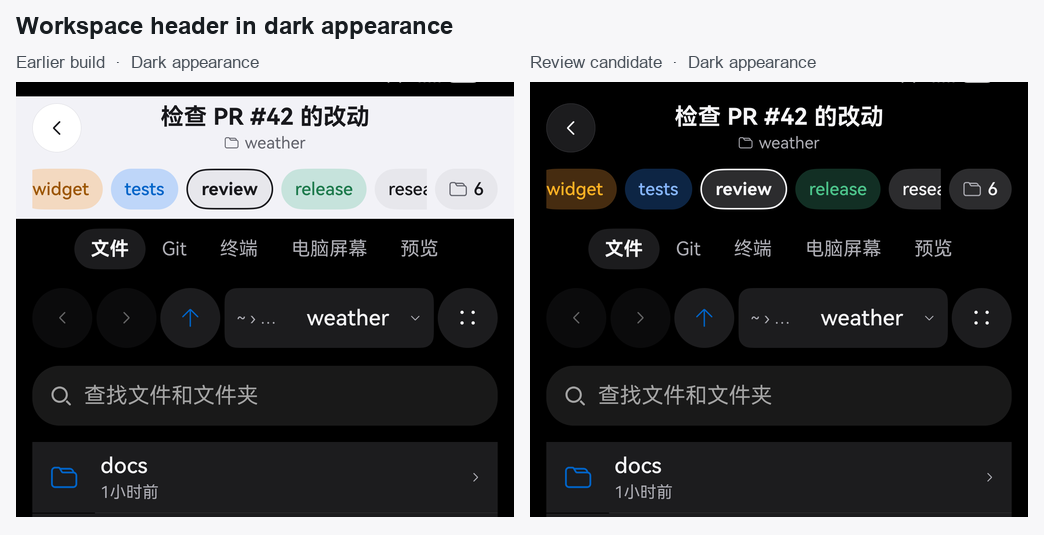 Workspace header in dark appearance
Earlier build · Dark appearance
检查 PR #42 的改动
weather
widget tests review release resea 6
文件 Git 终端 电脑屏幕 预览
~ › … weather
查找文件和文件夹
docs
1小时前
Review candidate · Dark appearance
检查 PR #42 的改动
weather
widget tests review release resea 6
文件 Git 终端 电脑屏幕 预览
~ › … weather
查找文件和文件夹
docs
1小时前